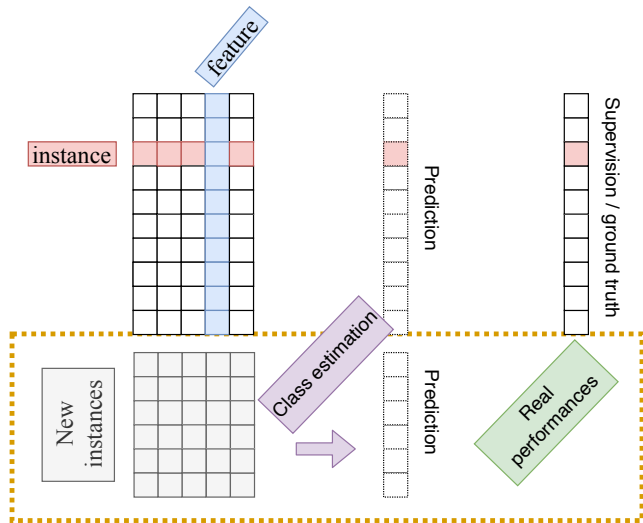 feature
instance
Prediction
Supervision / ground truth
Class estimation
New
instances
Prediction
Real
performances